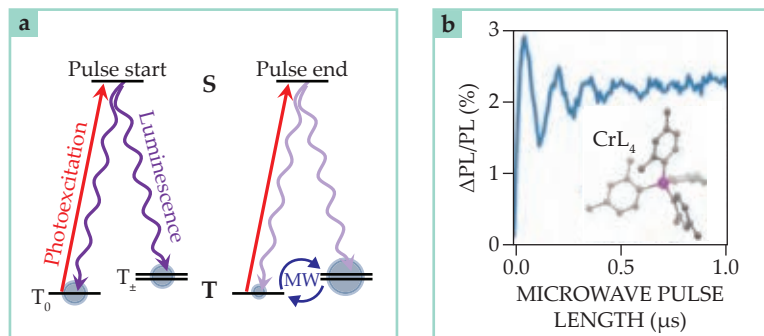 a
Pulse start
S
Pulse end
Photoexcitation
Luminescence
T₀
T±
T
MW
b
ΔPL/PL (%)
3
2
1
0
CrL₄
0.0
0.5
1.0
MICROWAVE PULSE
LENGTH (μs)